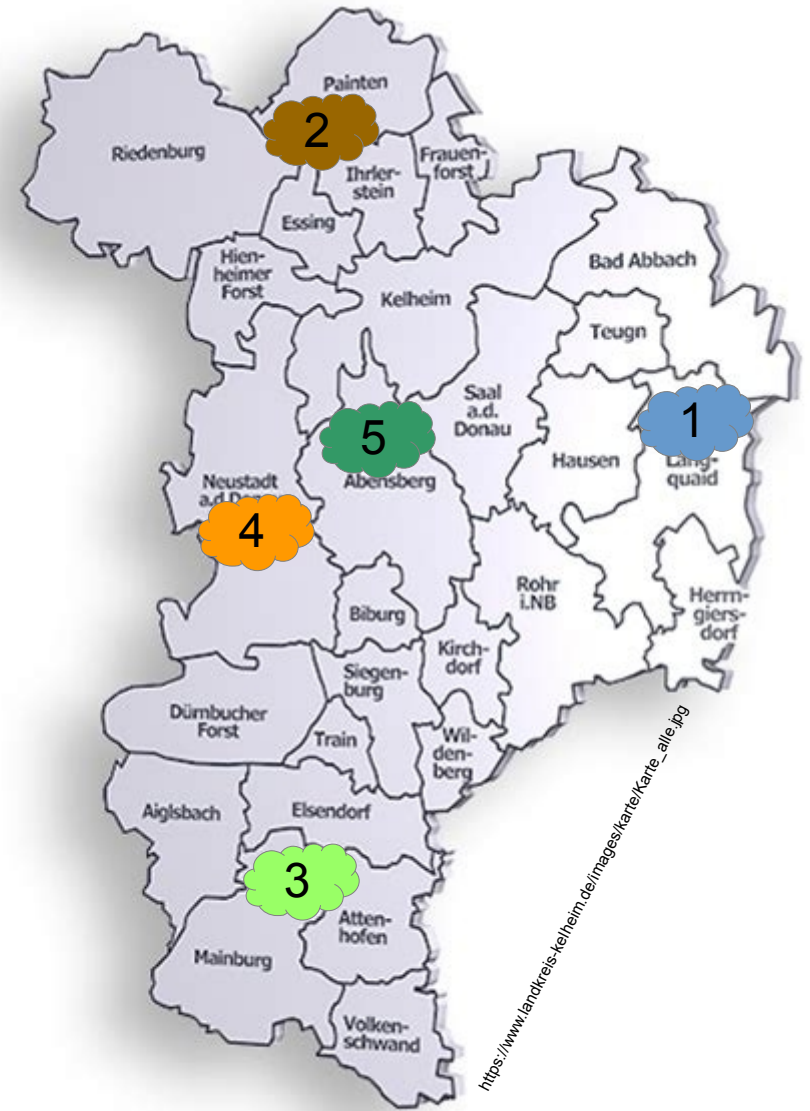 Painten
2
Riedenburg
Frauen-
forst
Ihrler-
stein
Essing
Hien-
heimer
Forst
Bad Abbach
Kelheim
Teugn
Saal
a.d.
Donau
1
5
Hausen
Lang-
quaid
Abensberg
Neustadt
a.d.Donau
4
Rohr
i.NB
Herrn-
giers-
dorf
Biburg
Kirch-
dorf
Siegen-
burg
Dürnbucher
Forst
Train
Wil-
den-
berg
Aiglsbach
Elsendorf
3
Atten-
hofen
Mainburg
Volken-
schwand
https://www.landkreis-kelheim.de/images/karte/Karte_alle.jpg